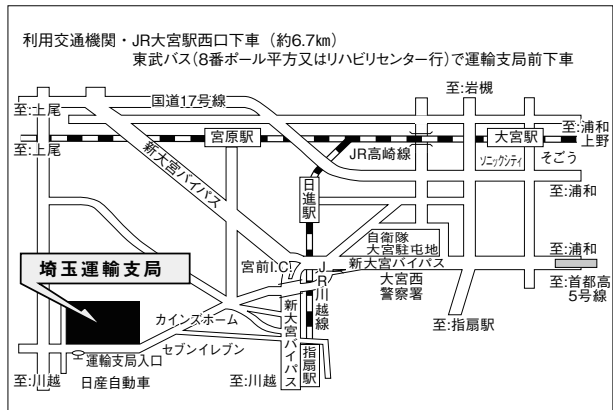 利用交通機関・JR大宮駅西口下車（約6.7km）
東武バス（8番ポール平方又はリハビリセンター行）で運輸支局前下車
至:岩槻
国道17号線
至:上尾
至:浦和
上野
至:上尾
宮原駅
大宮駅
JR高崎線
ソニックシティ
そごう
新大宮バイパス
日進駅
至:浦和
自衛隊
大宮駐屯地
宮前I.C.
新大宮バイパス
至:浦和
埼玉運輸支局
JR川越線
大宮西
警察署
至:首都高
5号線
カインズホーム
新大宮バイパス
至:指扇駅
セブンイレブン
指扇駅
運輸支局入口
至:川越
日産自動車
至:川越